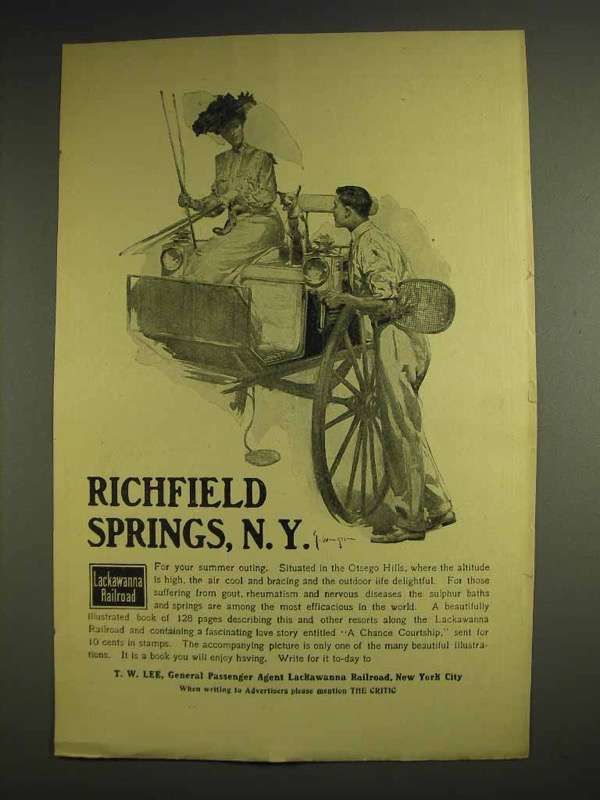 RICHFIELD
SPRINGS, N.Y.
Lackawanna
Railroad
For your summer outing. Situated in the Otsego Hills, where the altitude
is high, the air cool and bracing and the outdoor life delightful. For those
suffering from gout, rheumatism and nervous diseases the sulphur baths
and springs are among the most efficacious in the world. A beautifully
illustrated book of 128 pages describing this and other resorts along the Lackawanna
Railroad and containing a fascinating love story entitled "A Chance Courtship," sent for
10 cents in stamps. The accompanying picture is only one of the many beautiful illustra-
tions. It is a book you will enjoy having. Write for it to-day to
T. W. LEE, General Passenger Agent Lackawanna Railroad, New York City
When writing to Advertisers please mention THE CRITIC